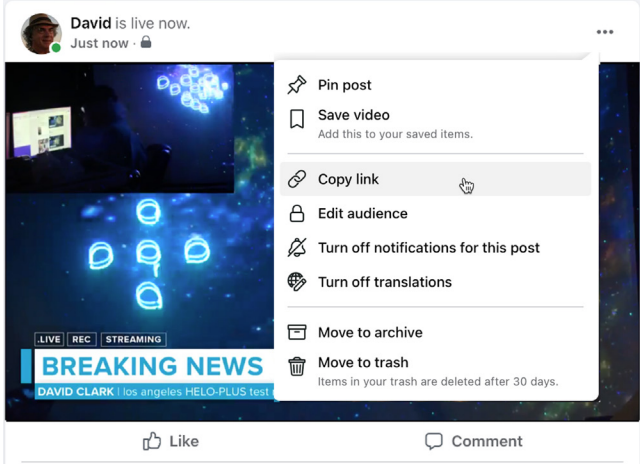 David is live now.
Just now ·
Pin post
Save video
Add this to your saved items.
Copy link
Edit audience
Turn off notifications for this post
Turn off translations
Move to archive
Move to trash
Items in your trash are deleted after 30 days.
.LIVE REC STREAMING
BREAKING NEWS
DAVID CLARK | los angeles HELO-PLUS test
Like
Comment